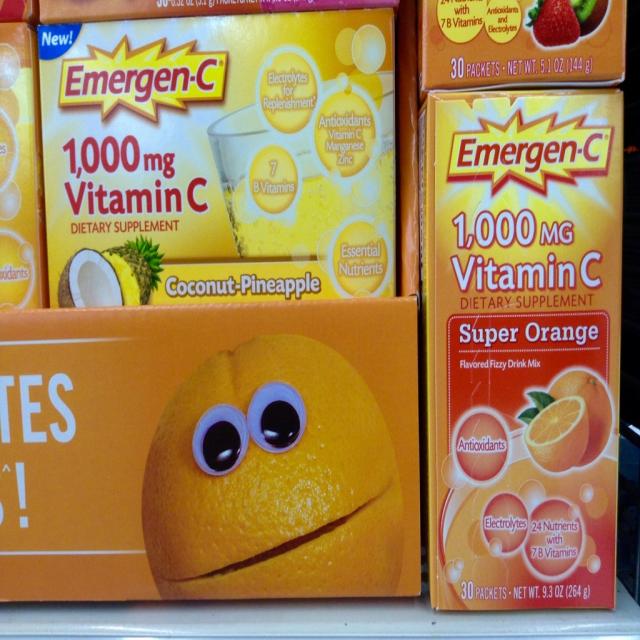 New!
Emergen-C
1,000 mg
Vitamin C
DIETARY SUPPLEMENT
Electrolytes
for
Replenishment
Antioxidants
Vitamin C
Manganese
Zinc
7
B Vitamins
Essential
Nutrients
Coconut-Pineapple
TES
!
with
7 B Vitamins
Antioxidants
and
Electrolytes
30 PACKETS • NET WT. 5.1 OZ (144 g)
Emergen-C
1,000 MG
Vitamin C
DIETARY SUPPLEMENT
Super Orange
Flavored Fizzy Drink Mix
Antioxidants
Electrolytes
24 Nutrients
with
7 B Vitamins
30 PACKETS • NET WT. 9.3 OZ (264 g)